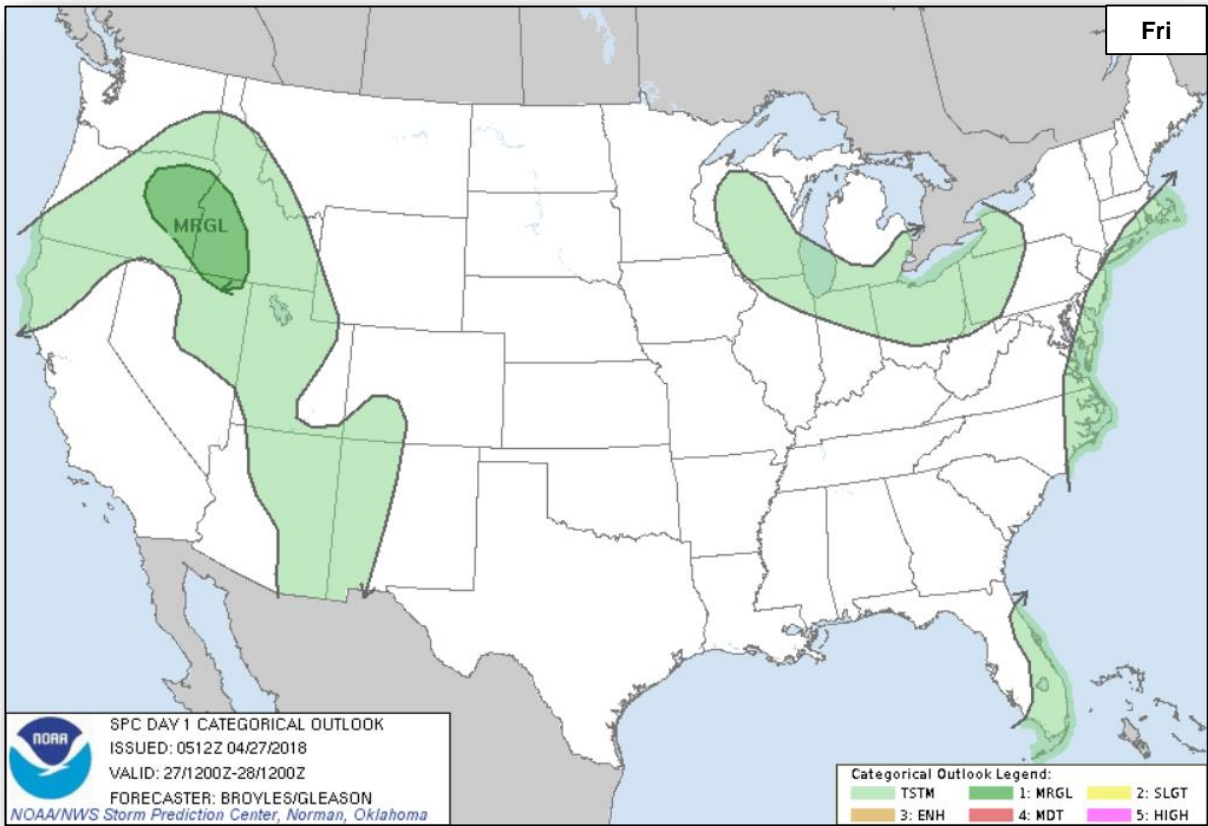 Fri
MRGL
SPC DAY 1 CATEGORICAL OUTLOOK
ISSUED: 0512Z 04/27/2018
VALID: 27/1200Z-28/1200Z
FORECASTER: BROYLES/GLEASON
NOAA
NOAA/NWS Storm Prediction Center, Norman, Oklahoma
Categorical Outlook Legend:
TSTM 1: MRGL 2: SLGT
3: ENH 4: MDT 5: HIGH